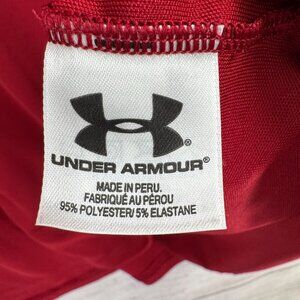 UNDER ARMOUR®
MADE IN PERU.
FABRIQUÉ AU PÉROU
95% POLYESTER/ 5% ELASTANE